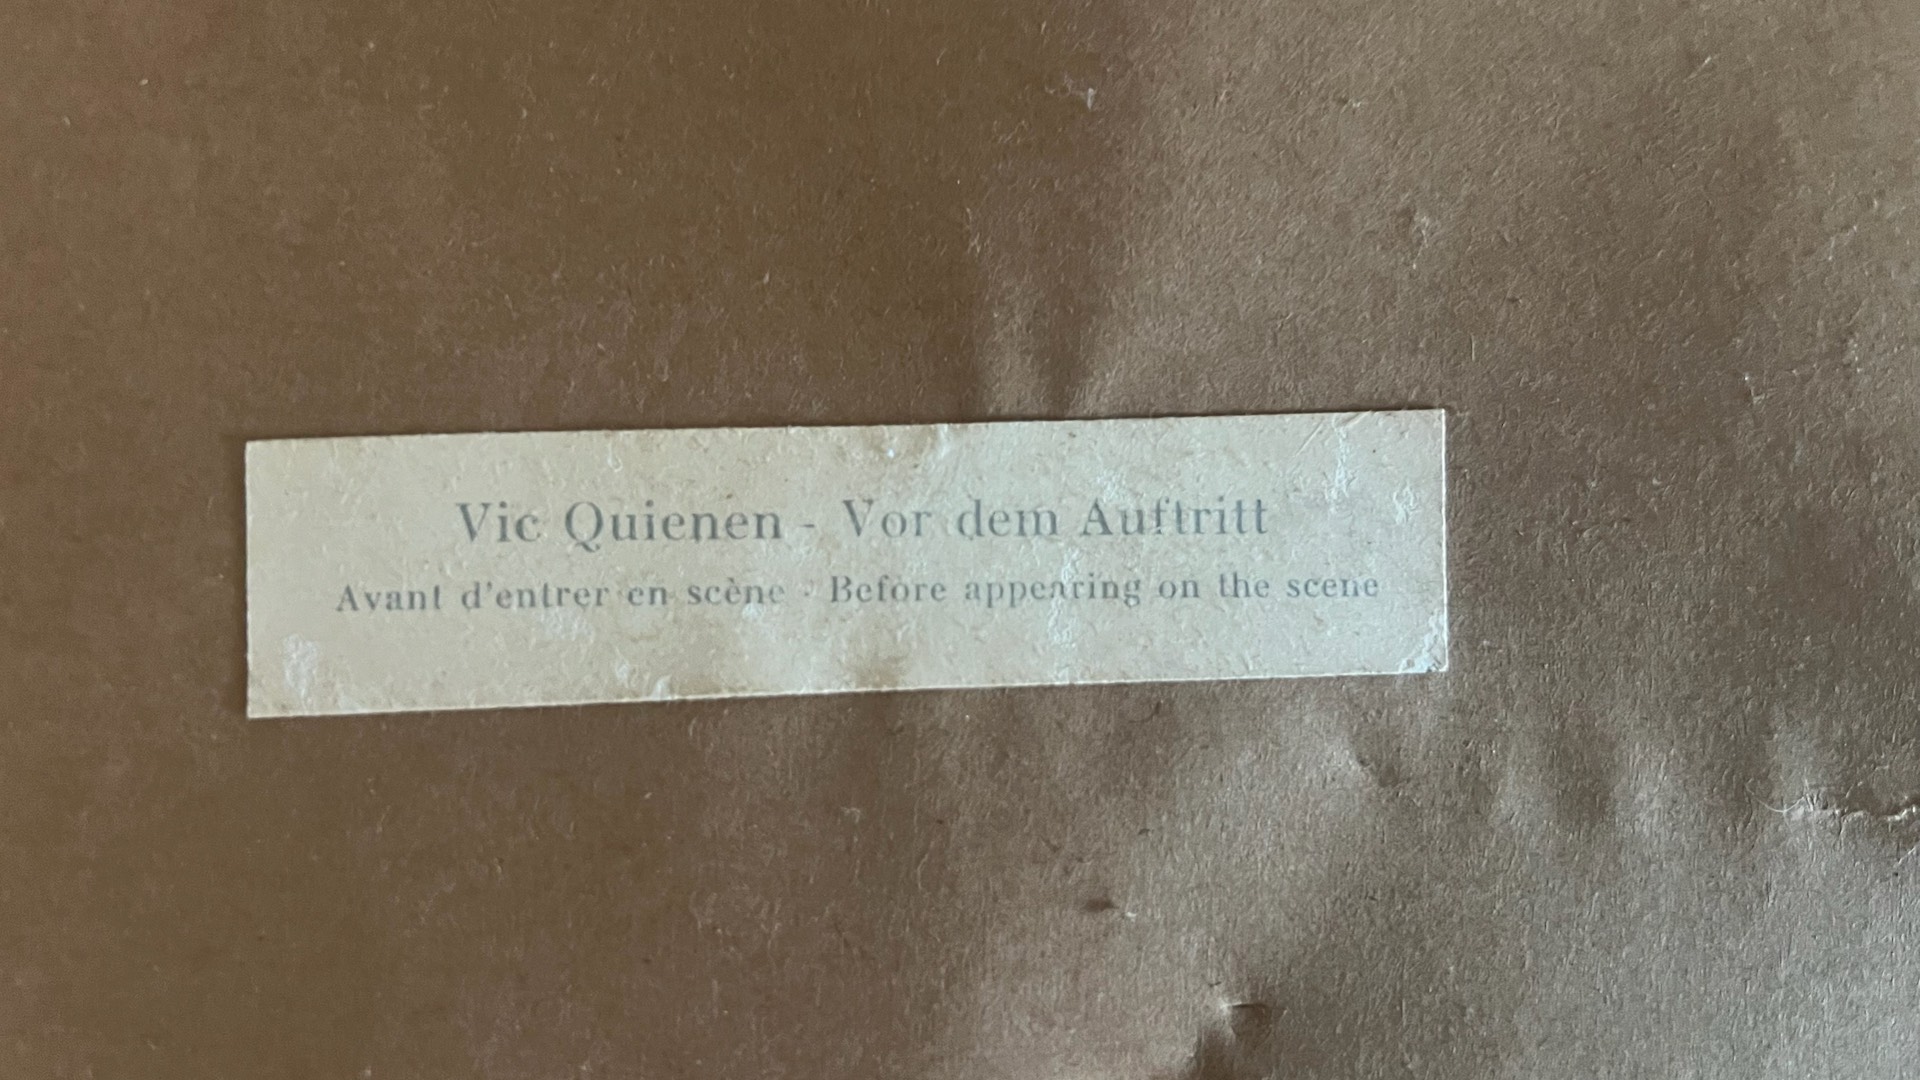 Vic Quienen - Vor dem Auftritt
Avant d'entrer en scène - Before appearing on the scene